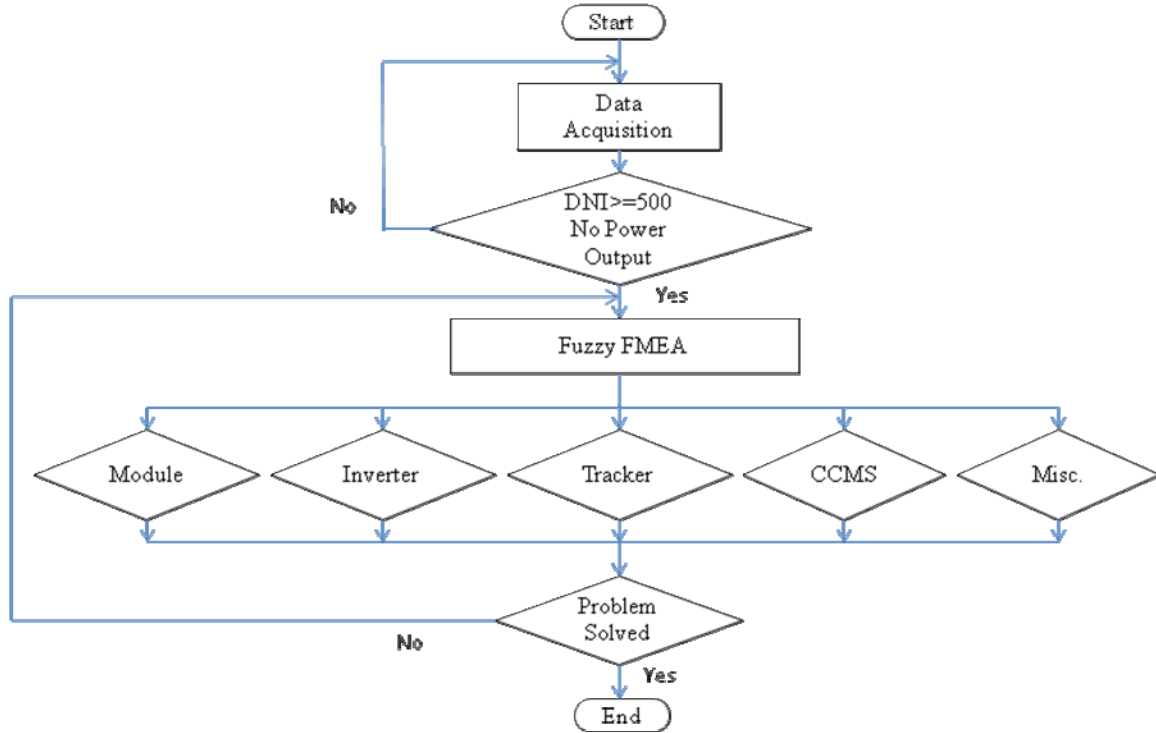 Start
Data
Acquisition
DNI>=500
No Power
Output
No
Yes
Fuzzy FMEA
Module
Inverter
Tracker
CCMS
Misc.
Problem
Solved
No
Yes
End